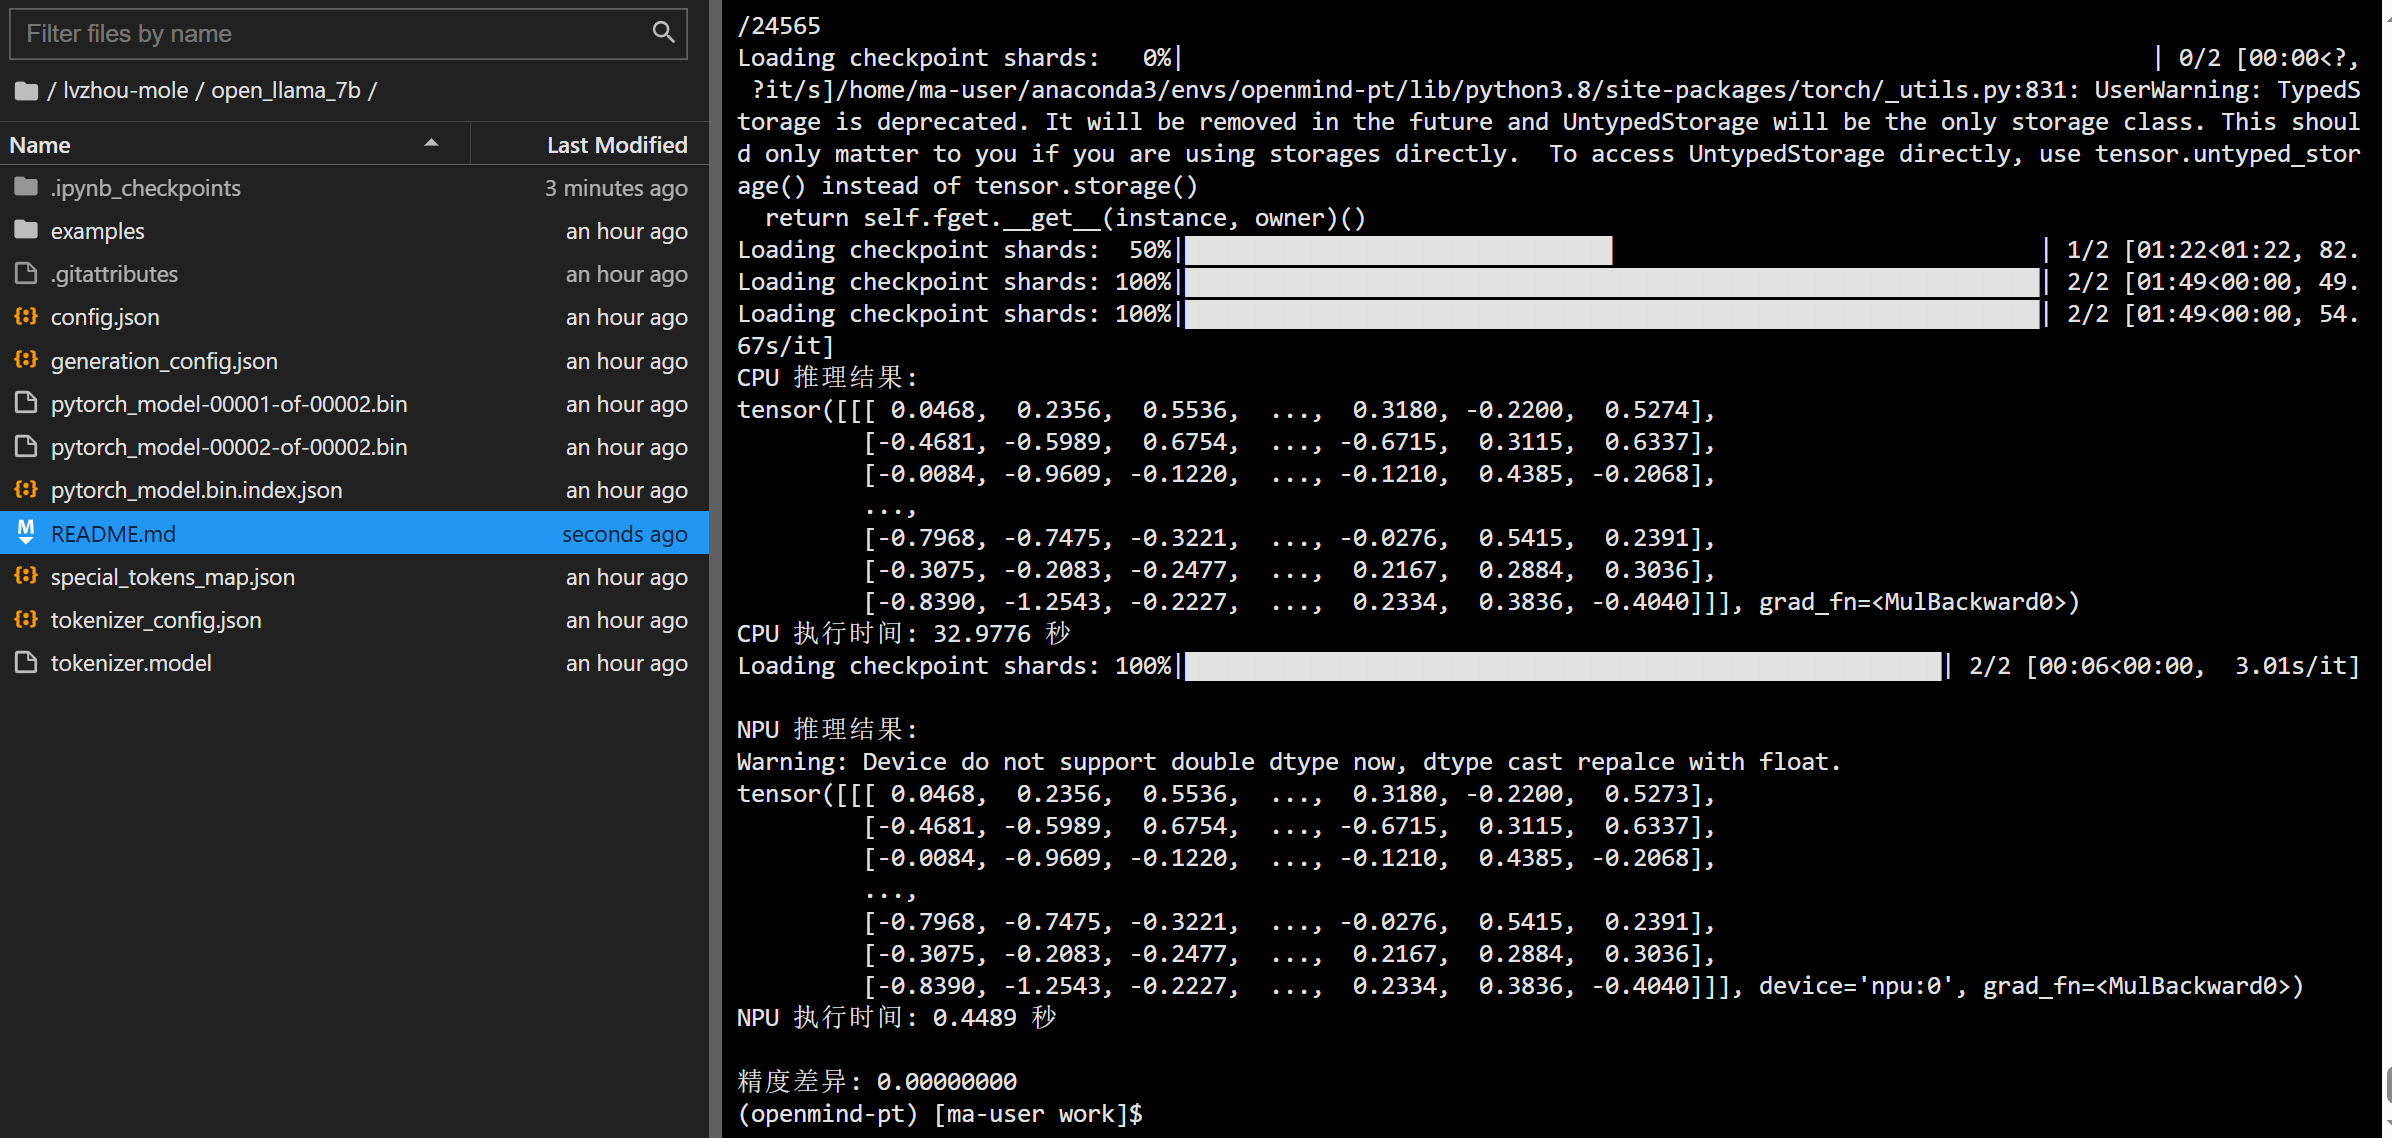 Filter files by name
/ lvzhou-mole / open_llama_7b /
Name Last Modified
.ipynb_checkpoints 3 minutes ago
examples an hour ago
.gitattributes an hour ago
config.json an hour ago
generation_config.json an hour ago
pytorch_model-00001-of-00002.bin an hour ago
pytorch_model-00002-of-00002.bin an hour ago
pytorch_model.bin.index.json an hour ago
README.md seconds ago
special_tokens_map.json an hour ago
tokenizer_config.json an hour ago
tokenizer.model an hour ago
/24565
Loading checkpoint shards:   0%|                                                                      | 0/2 [00:00<?,
 ?it/s]/home/ma-user/anaconda3/envs/openmind-pt/lib/python3.8/site-packages/torch/_utils.py:831: UserWarning: TypedS
torage is deprecated. It will be removed in the future and UntypedStorage will be the only storage class. This shoul
d only matter to you if you are using storages directly.  To access UntypedStorage directly, use tensor.untyped_stor
age() instead of tensor.storage()
  return self.fget.__get__(instance, owner)()
Loading checkpoint shards:  50%|                              | 1/2 [01:22<01:22, 82.
Loading checkpoint shards: 100%|                              | 2/2 [01:49<00:00, 49.
Loading checkpoint shards: 100%|                              | 2/2 [01:49<00:00, 54.
67s/it]
CPU 推理结果:
tensor([[[ 0.0468,  0.2356,  0.5536,  ...,  0.3180, -0.2200,  0.5274],
         [-0.4681, -0.5989,  0.6754,  ..., -0.6715,  0.3115,  0.6337],
         [-0.0084, -0.9609, -0.1220,  ..., -0.1210,  0.4385, -0.2068],
         ...,
         [-0.7968, -0.7475, -0.3221,  ..., -0.0276,  0.5415,  0.2391],
         [-0.3075, -0.2083, -0.2477,  ...,  0.2167,  0.2884,  0.3036],
         [-0.8390, -1.2543, -0.2227,  ...,  0.2334,  0.3836, -0.4040]]], grad_fn=<MulBackward0>)
CPU 执行时间: 32.9776 秒
Loading checkpoint shards: 100%|                              | 2/2 [00:06<00:00,  3.01s/it]
NPU 推理结果:
Warning: Device do not support double dtype now, dtype cast repalce with float.
tensor([[[ 0.0468,  0.2356,  0.5536,  ...,  0.3180, -0.2200,  0.5273],
         [-0.4681, -0.5989,  0.6754,  ..., -0.6715,  0.3115,  0.6337],
         [-0.0084, -0.9609, -0.1220,  ..., -0.1210,  0.4385, -0.2068],
         ...,
         [-0.7968, -0.7475, -0.3221,  ..., -0.0276,  0.5415,  0.2391],
         [-0.3075, -0.2083, -0.2477,  ...,  0.2167,  0.2884,  0.3036],
         [-0.8390, -1.2543, -0.2227,  ...,  0.2334,  0.3836, -0.4040]]], device='npu:0', grad_fn=<MulBackward0>)
NPU 执行时间: 0.4489 秒
精度差异: 0.00000000
(openmind-pt) [ma-user work]$